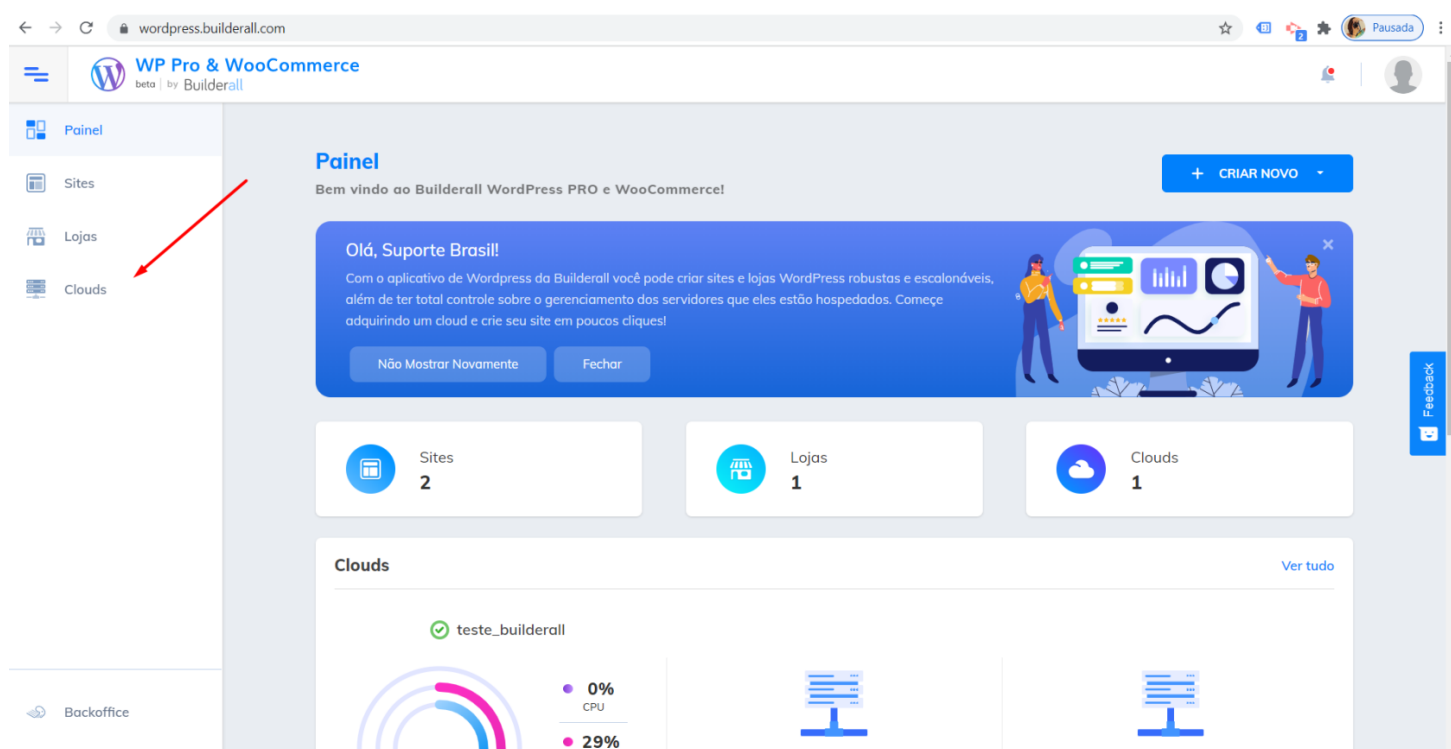 wordpress.builderall.com
2
Pausada
WP Pro & WooCommerce
beta | by Builderall
Painel
Sites
Lojas
Clouds
Backoffice
Painel
Bem vindo ao Builderall WordPress PRO e WooCommerce!
+ CRIAR NOVO
Olá, Suporte Brasil!
Com o aplicativo de Wordpress da Builderall você pode criar sites e lojas WordPress robustas e escalonáveis,
além de ter total controle sobre o gerenciamento dos servidores que eles estão hospedados. Começe
adquirindo um cloud e crie seu site em poucos cliques!
Não Mostrar Novamente
Fechar
Feedback
Sites
2
Lojas
1
Clouds
1
Clouds
Ver tudo
teste_builderall
0%
CPU
29%